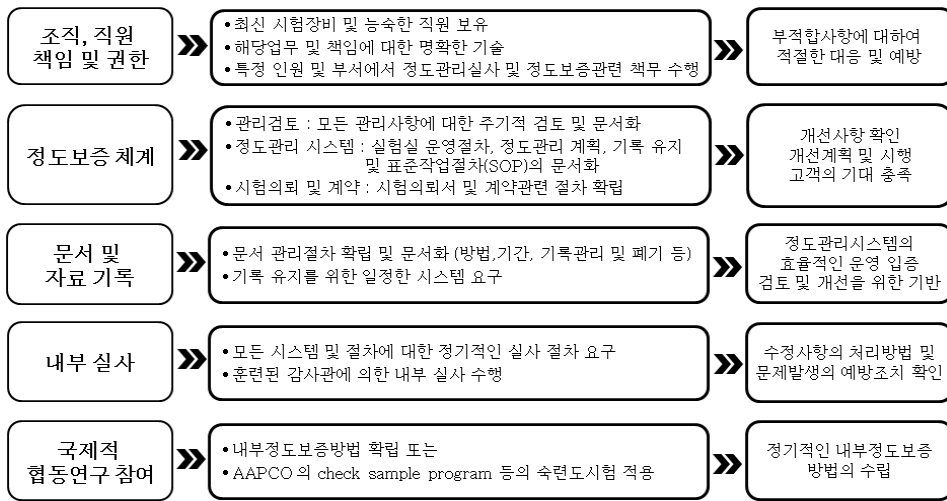 조직, 직원
책임 및 권한
• 최신 시험장비 및 능숙한 직원 보유
• 해당업무 및 책임에 대한 명확한 기술
• 특정 인원 및 부서에서 정도관리실사 및 정도보증관련 책무 수행
부적합사항에 대하여
적절한 대응 및 예방
정도보증 체계
• 관리검토 : 모든 관리사항에 대한 주기적 검토 및 문서화
• 정도관리 시스템 : 실험실 운영절차, 정도관리 계획, 기록 유지
및 표준작업절차(SOP)의 문서화
• 시험의뢰 및 계약 : 시험의뢰서 및 계약관련 절차 확립
개선사항 확인
개선계획 및 시행
고객의 기대 충족
문서 및
자료 기록
• 문서 관리절차 확립 및 문서화 (방법,기간, 기록관리 및 폐기 등)
• 기록 유지를 위한 일정한 시스템 요구
정도관리시스템의
효율적인 운영 입증
검토 및 개선을 위한 기반
내부 실사
• 모든 시스템 및 절차에 대한 정기적인 실사 절차 요구
• 훈련된 감사관에 의한 내부 실사 수행
수정사항의 처리방법 및
문제발생의 예방조치 확인
국제적
협동연구 참여
• 내부정도보증방법 확립 또는
• AAPCO 의 check sample program 등의 숙련도시험 적용
정기적인 내부정도보증
방법의 수립